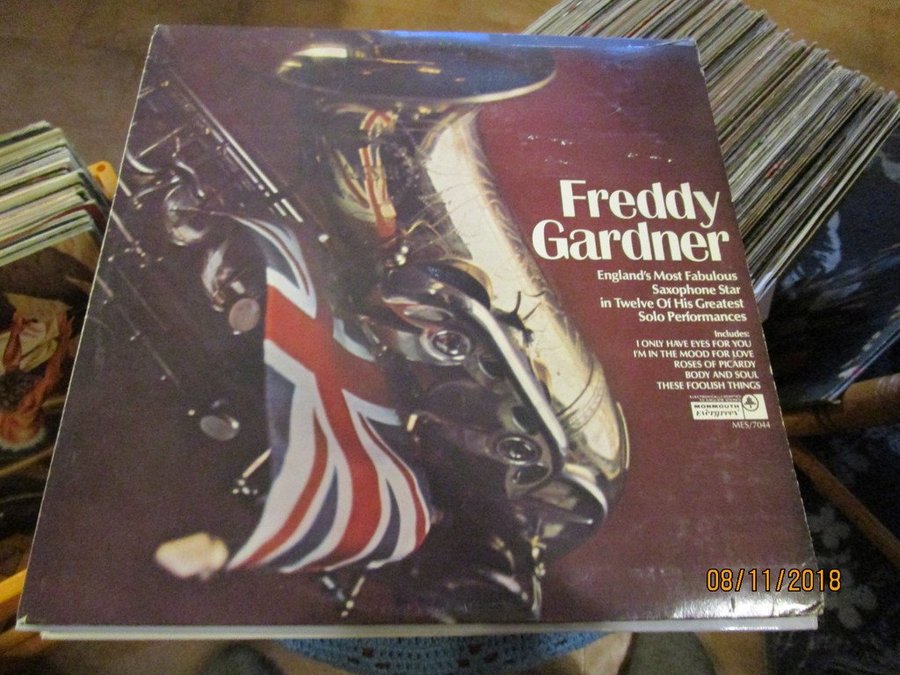 Freddy
Gardner
England's Most Fabulous
Saxophone Star
in Twelve Of His Greatest
Solo Performances
Includes:
I ONLY HAVE EYES FOR YOU
I'M IN THE MOOD FOR LOVE
ROSES OF PICARDY
BODY AND SOUL
THESE FOOLISH THINGS
ELECTRONICALLY ADAPTED
MONMOUTH
evergreen
MES/7044
08/11/2018